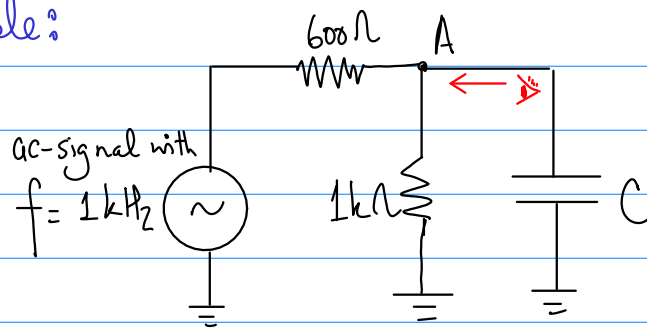 le:
600Ω
A
ac-signal with
f = 1kHz
1kΩ
C